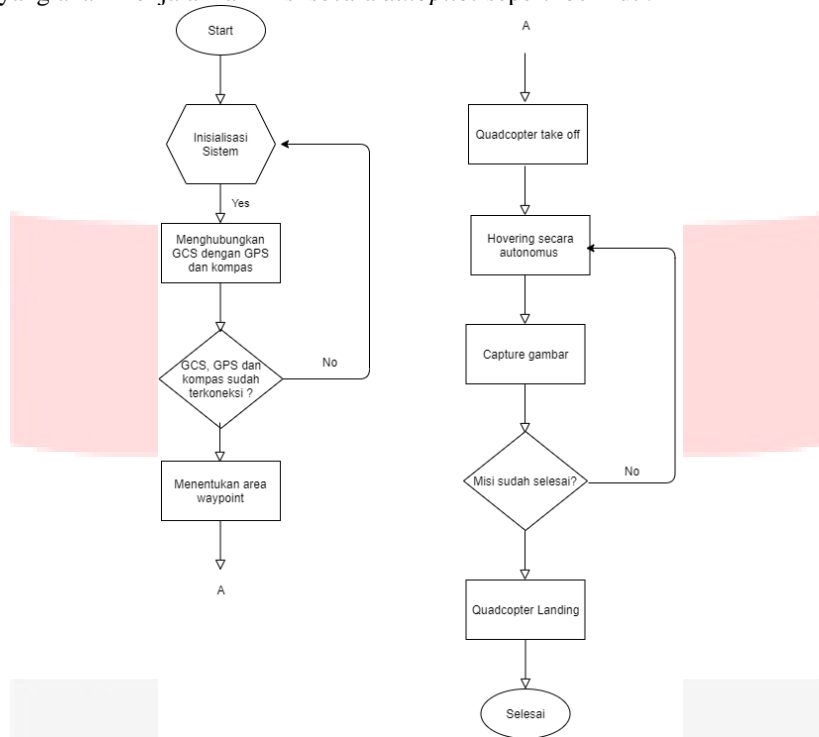 Start
Inisialisasi
Sistem
Yes
Menghubungkan
GCS dengan GPS
dan kompas
GCS, GPS dan
kompas sudah
terkoneksi ?
No
Menentukan area
waypoint
A
A
Quadcopter take off
Hovering secara
autonomus
Capture gambar
Misi sudah selesai?
No
Quadcopter Landing
Selesai